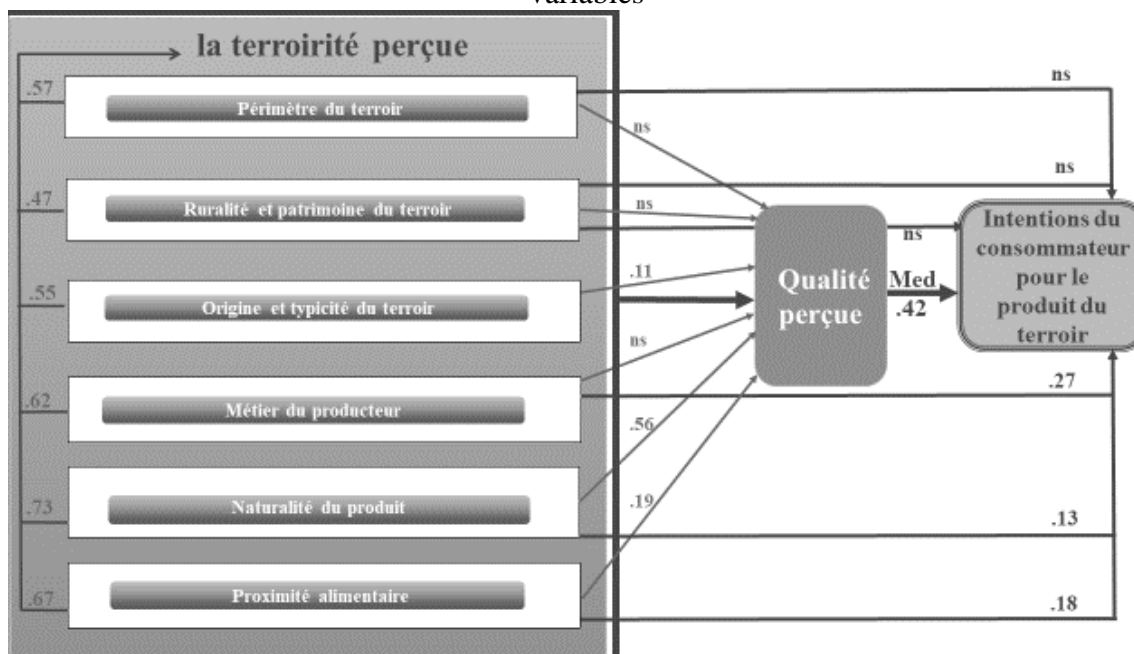 variables
la terroirité perçue
.57
Périmètre du terroir
ns
ns
.47
Ruralité et patrimoine du terroir
ns
ns
ns
.55
Origine et typicité du terroir
.11
Qualité
perçue
Med
.42
Intentions du
consommateur
pour le
produit du
terroir
.62
Métier du producteur
ns
.27
.73
Naturalité du produit
.56
.13
.67
Proximité alimentaire
.19
.18